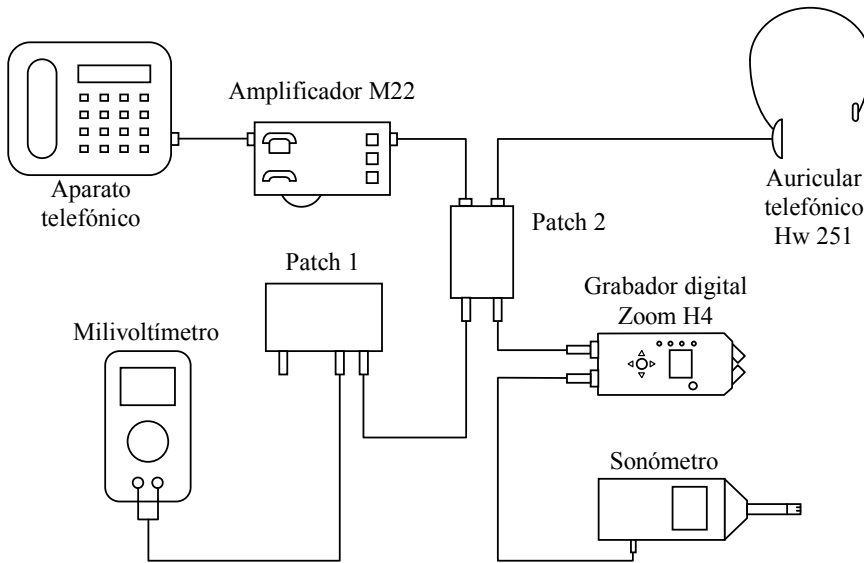 Amplificador M22
Aparato
telefónico
Auricular
telefónico
Hw 251
Patch 2
Patch 1
Grabador digital
Zoom H4
Milivoltímetro
Sonómetro